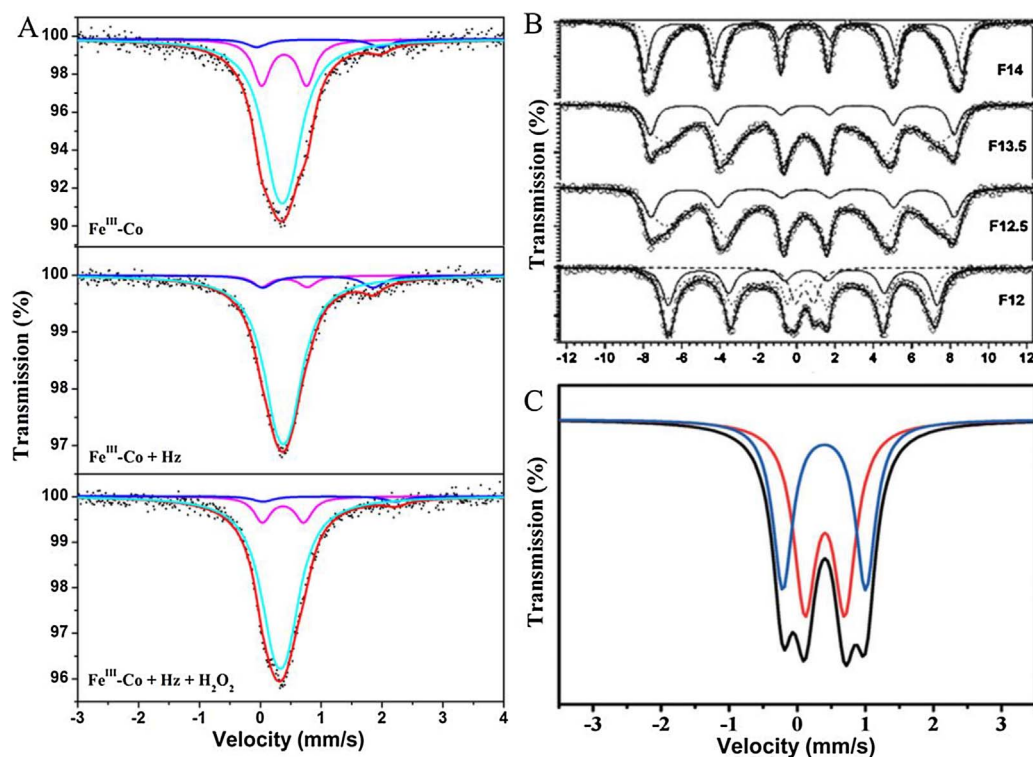 A
100
98
96
94
92
90
Fe^III-Co
100
99
98
97
Fe^III-Co + Hz
100
99
98
97
96
95
Fe^III-Co + Hz + H₂O₂
-3 -2 -1 0 1 2 3 4
Velocity (mm/s)
Transmission (%)
B
Transmission (%)
F14
F13.5
F12.5
F12
-12 -10 -8 -6 -4 -2 0 2 4 6 8 10 12
C
Transmission (%)
-3 -2 -1 0 1 2 3
Velocity (mm/s)